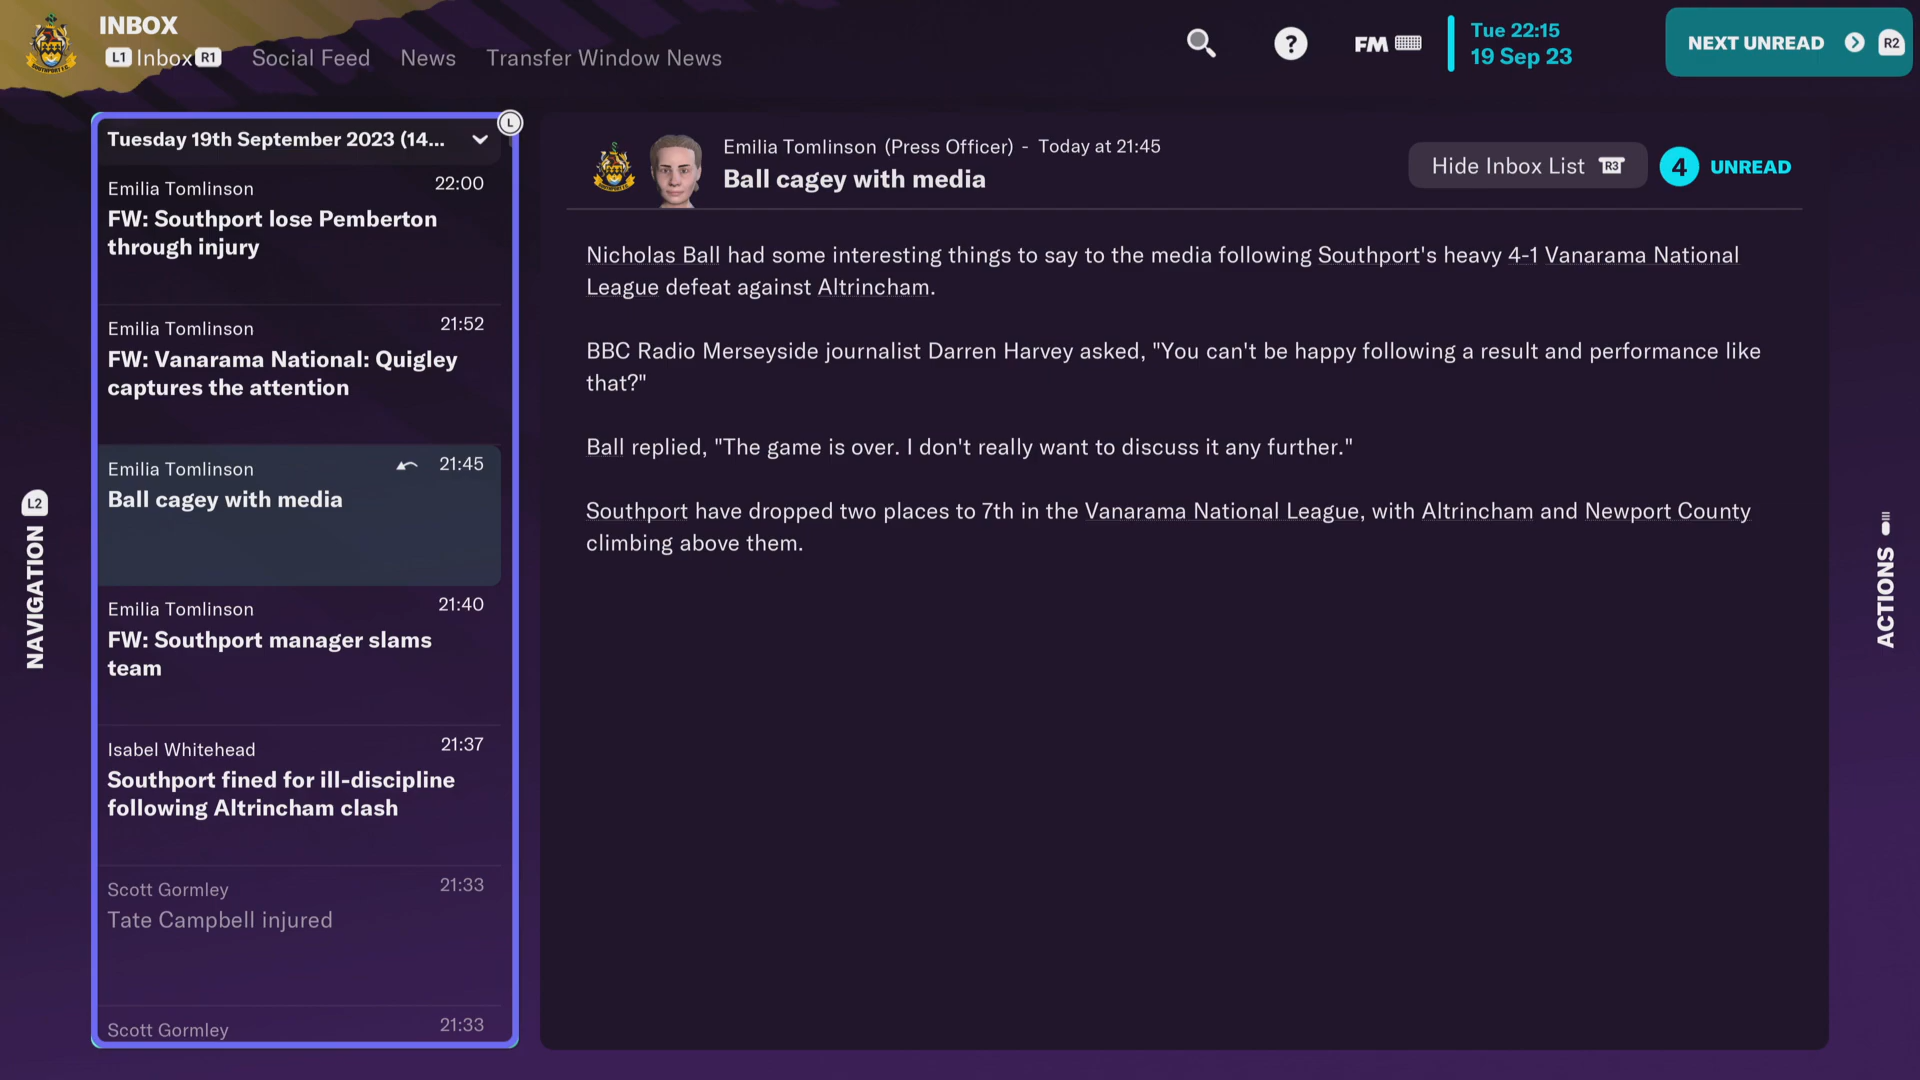 INBOX
L1 Inbox R1 Social Feed News Transfer Window News
?
FM
Tue 22:15
19 Sep 23
NEXT UNREAD R2
L
Tuesday 19th September 2023 (14...
Emilia Tomlinson 22:00
FW: Southport lose Pemberton
through injury
Emilia Tomlinson 21:52
FW: Vanarama National: Quigley
captures the attention
Emilia Tomlinson 21:45
Ball cagey with media
Emilia Tomlinson 21:40
FW: Southport manager slams
team
Isabel Whitehead 21:37
Southport fined for ill-discipline
following Altrincham clash
Scott Gormley 21:33
Tate Campbell injured
Scott Gormley 21:33
L2
NAVIGATION
Emilia Tomlinson (Press Officer) - Today at 21:45
Ball cagey with media
Hide Inbox List R3
4 UNREAD
Nicholas Ball had some interesting things to say to the media following Southport's heavy 4-1 Vanarama National
League defeat against Altrincham.
BBC Radio Merseyside journalist Darren Harvey asked, "You can't be happy following a result and performance like
that?"
Ball replied, "The game is over. I don't really want to discuss it any further."
Southport have dropped two places to 7th in the Vanarama National League, with Altrincham and Newport County
climbing above them.
ACTIONS